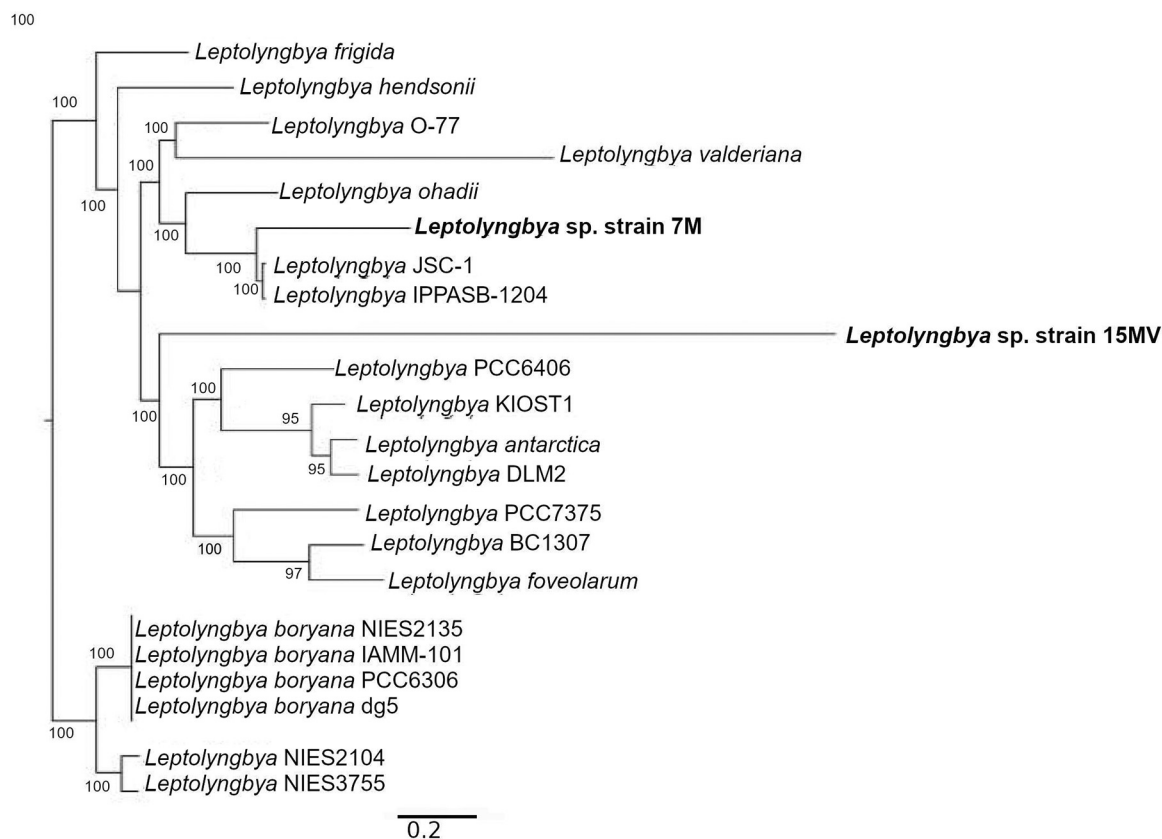 100
Leptolyngbya frigida
100
Leptolyngbya hendsonii
100
Leptolyngbya O-77
100
Leptolyngbya valderiana
100
Leptolyngbya ohadii
100
Leptolyngbya sp. strain 7M
100
Leptolyngbya JSC-1
100
Leptolyngbya IPPASB-1204
Leptolyngbya sp. strain 15MV
100
Leptolyngbya PCC6406
100
Leptolyngbya KIOST1
95
Leptolyngbya antarctica
95
Leptolyngbya DLM2
100
Leptolyngbya PCC7375
100
Leptolyngbya BC1307
97
Leptolyngbya foveolarum
Leptolyngbya boryana NIES2135
100
Leptolyngbya boryana IAMM-101
Leptolyngbya boryana PCC6306
Leptolyngbya boryana dg5
100
Leptolyngbya NIES2104
100
Leptolyngbya NIES3755
0.2